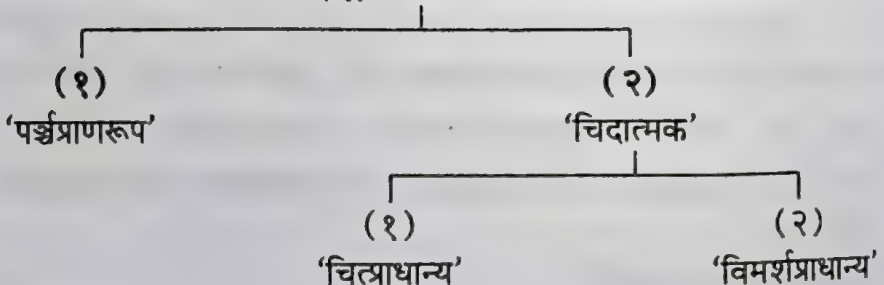 (१) (२)
‘पञ्चप्राणरूप’ ‘चिदात्मक’
(१) (२)
‘चित्प्राधान्य’ ‘विमर्शप्राधान्य’